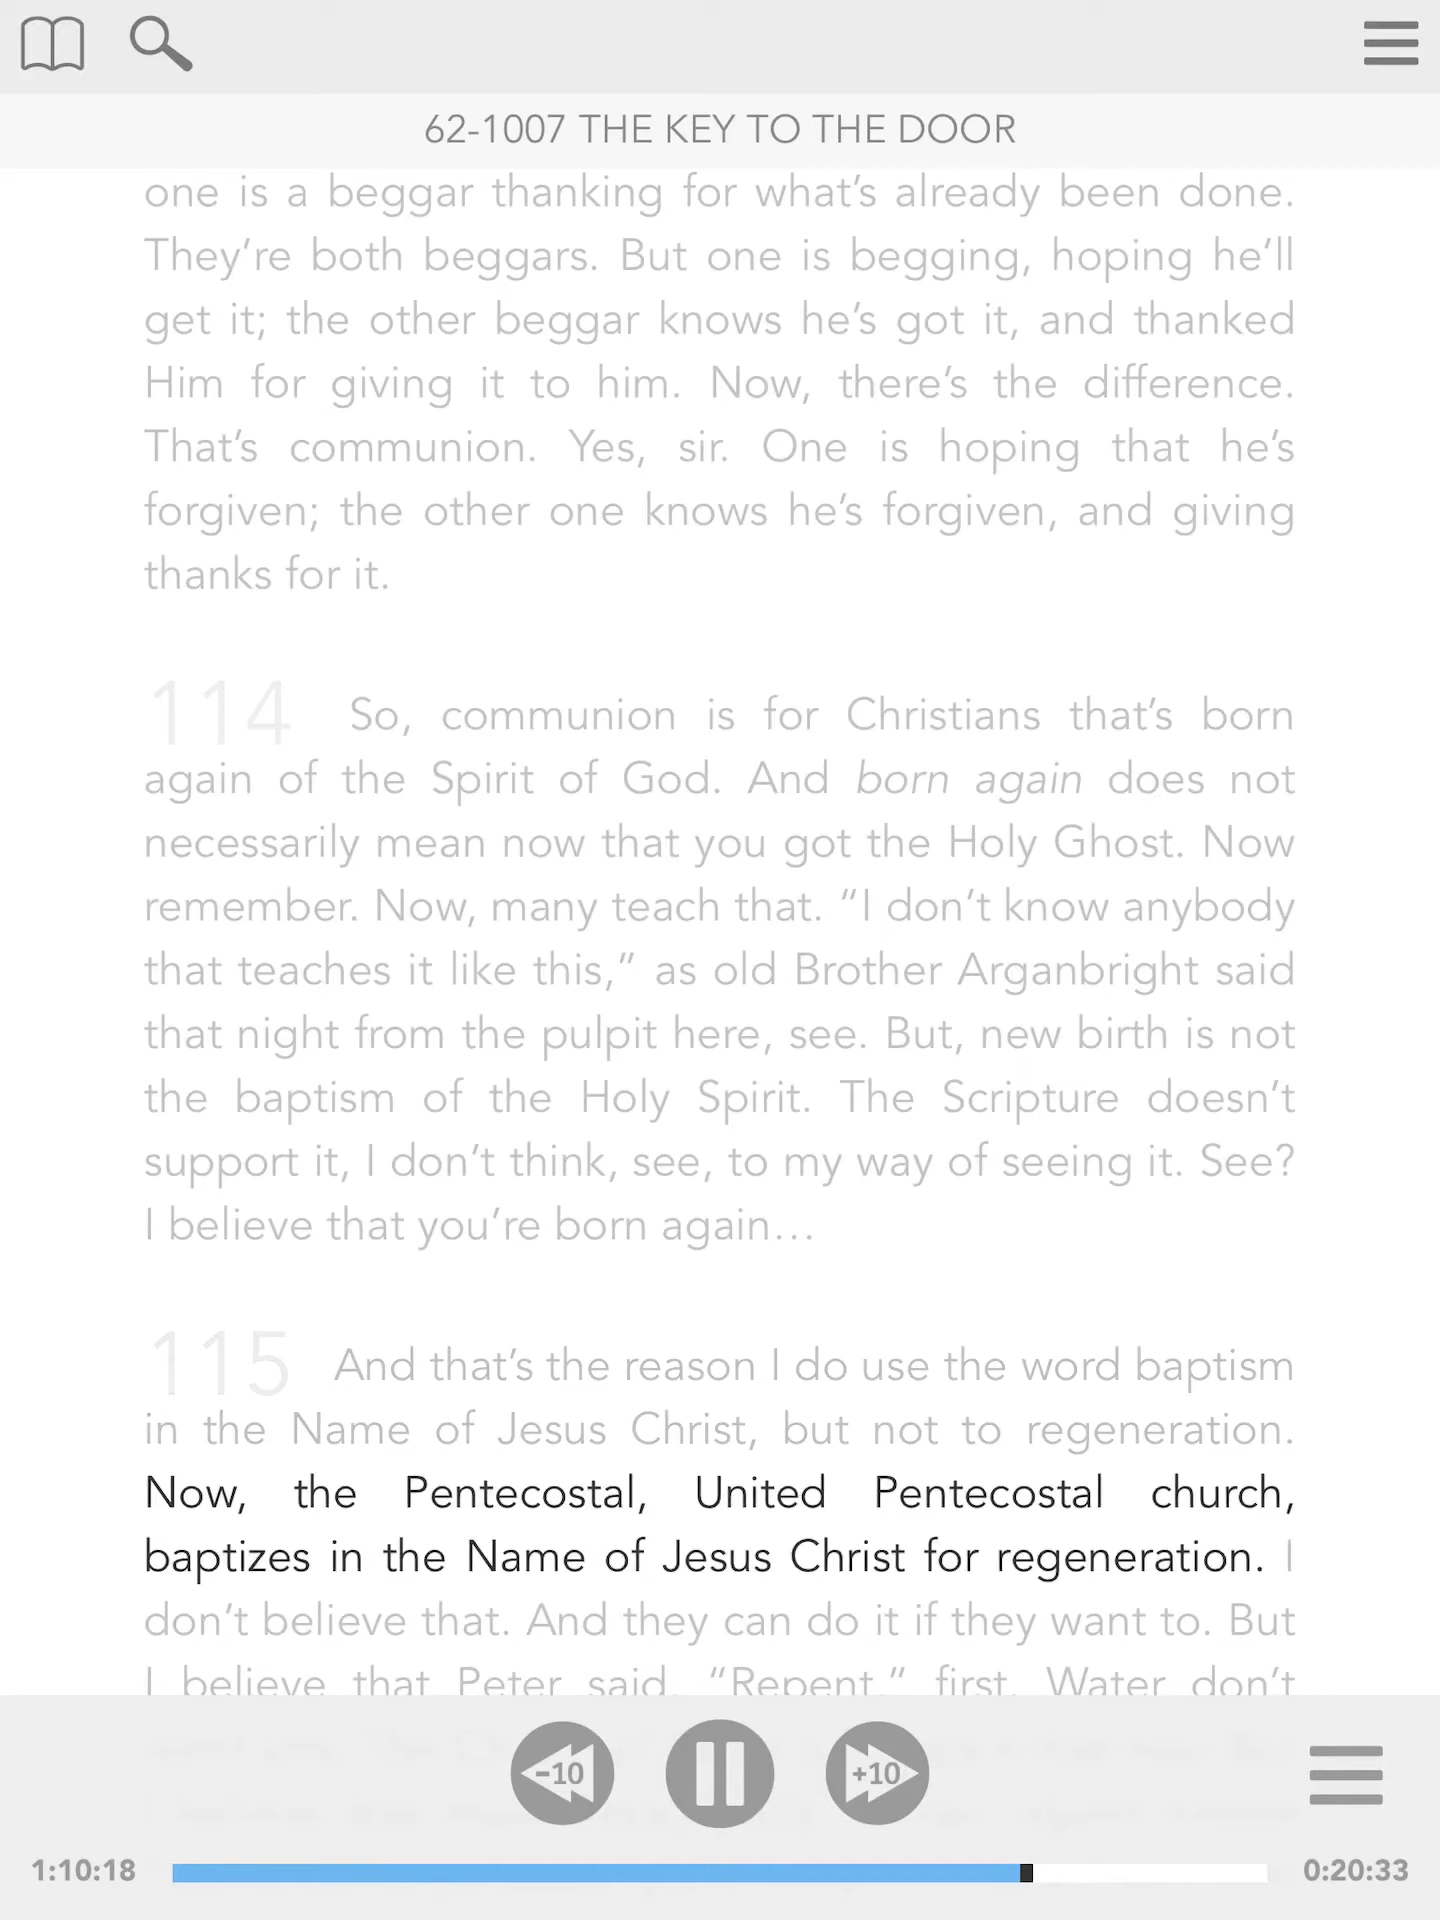 62-1007 THE KEY TO THE DOOR
one is a beggar thanking for what’s already been done.
They’re both beggars. But one is begging, hoping he’ll
get it; the other beggar knows he’s got it, and thanked
Him for giving it to him. Now, there’s the difference.
That’s communion. Yes, sir. One is hoping that he’s
forgiven; the other one knows he’s forgiven, and giving
thanks for it.
114 So, communion is for Christians that’s born
again of the Spirit of God. And born again does not
necessarily mean now that you got the Holy Ghost. Now
remember. Now, many teach that. “I don’t know anybody
that teaches it like this,” as old Brother Arganbright said
that night from the pulpit here, see. But, new birth is not
the baptism of the Holy Spirit. The Scripture doesn’t
support it, I don’t think, see, to my way of seeing it. See?
I believe that you’re born again…
115 And that’s the reason I do use the word baptism
in the Name of Jesus Christ, but not to regeneration.
Now, the Pentecostal, United Pentecostal church,
baptizes in the Name of Jesus Christ for regeneration. I
don’t believe that. And they can do it if they want to. But
I believe that Peter said, “Repent,” first. Water don’t
-10 +10
1:10:18 0:20:33